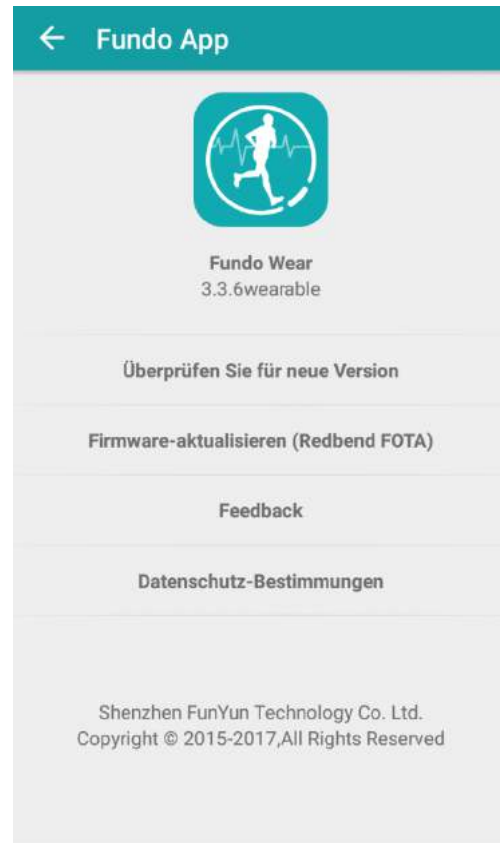 Fundo App
Fundo Wear
3.3.6wearable
Überprüfen Sie für neue Version
Firmware-aktualisieren (Redbend FOTA)
Feedback
Datenschutz-Bestimmungen
Shenzhen FunYun Technology Co. Ltd.
Copyright © 2015-2017,All Rights Reserved